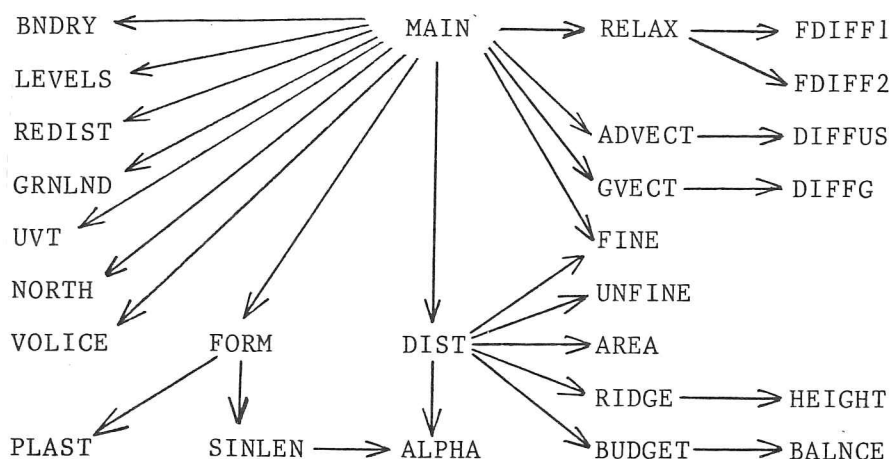 BNDRY MAIN RELAX FDIFF1
LEVELS FDIFF2
REDIST ADVECT DIFFUS
GRNLND GVECT DIFFG
UVT FINE
NORTH UNFINE
VOLICE FORM DIST AREA
RIDGE HEIGHT
PLAST SINLEN ALPHA BUDGET BALNCE